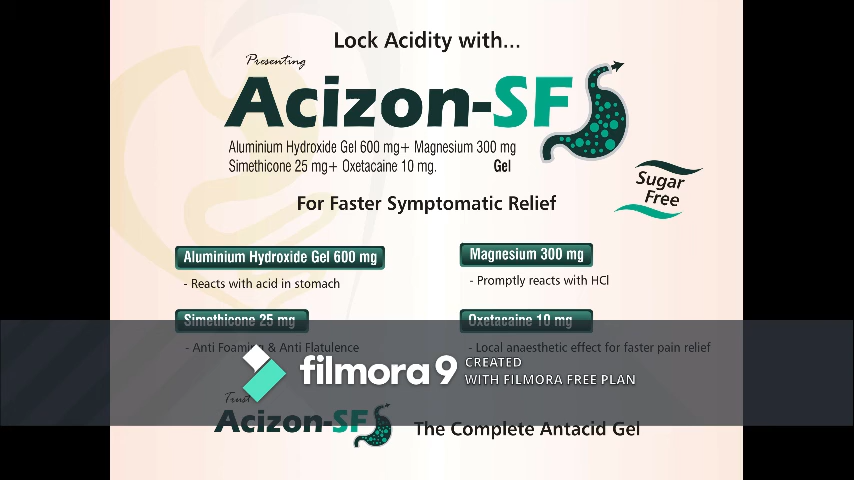 Lock Acidity with...
Presenting
Acizon-SF
Aluminium Hydroxide Gel 600 mg+ Magnesium 300 mg
Simethicone 25 mg+ Oxetacaine 10 mg. Gel
Sugar
Free
For Faster Symptomatic Relief
Aluminium Hydroxide Gel 600 mg
- Reacts with acid in stomach
Magnesium 300 mg
- Promptly reacts with HCl
Simethicone 25 mg
- Anti Foaming & Anti Flatulence
Oxetacaine 10 mg
- Local anaesthetic effect for faster pain relief
filmora9
CREATED
WITH FILMORA FREE PLAN
Trust
Acizon-SF
The Complete Antacid Gel